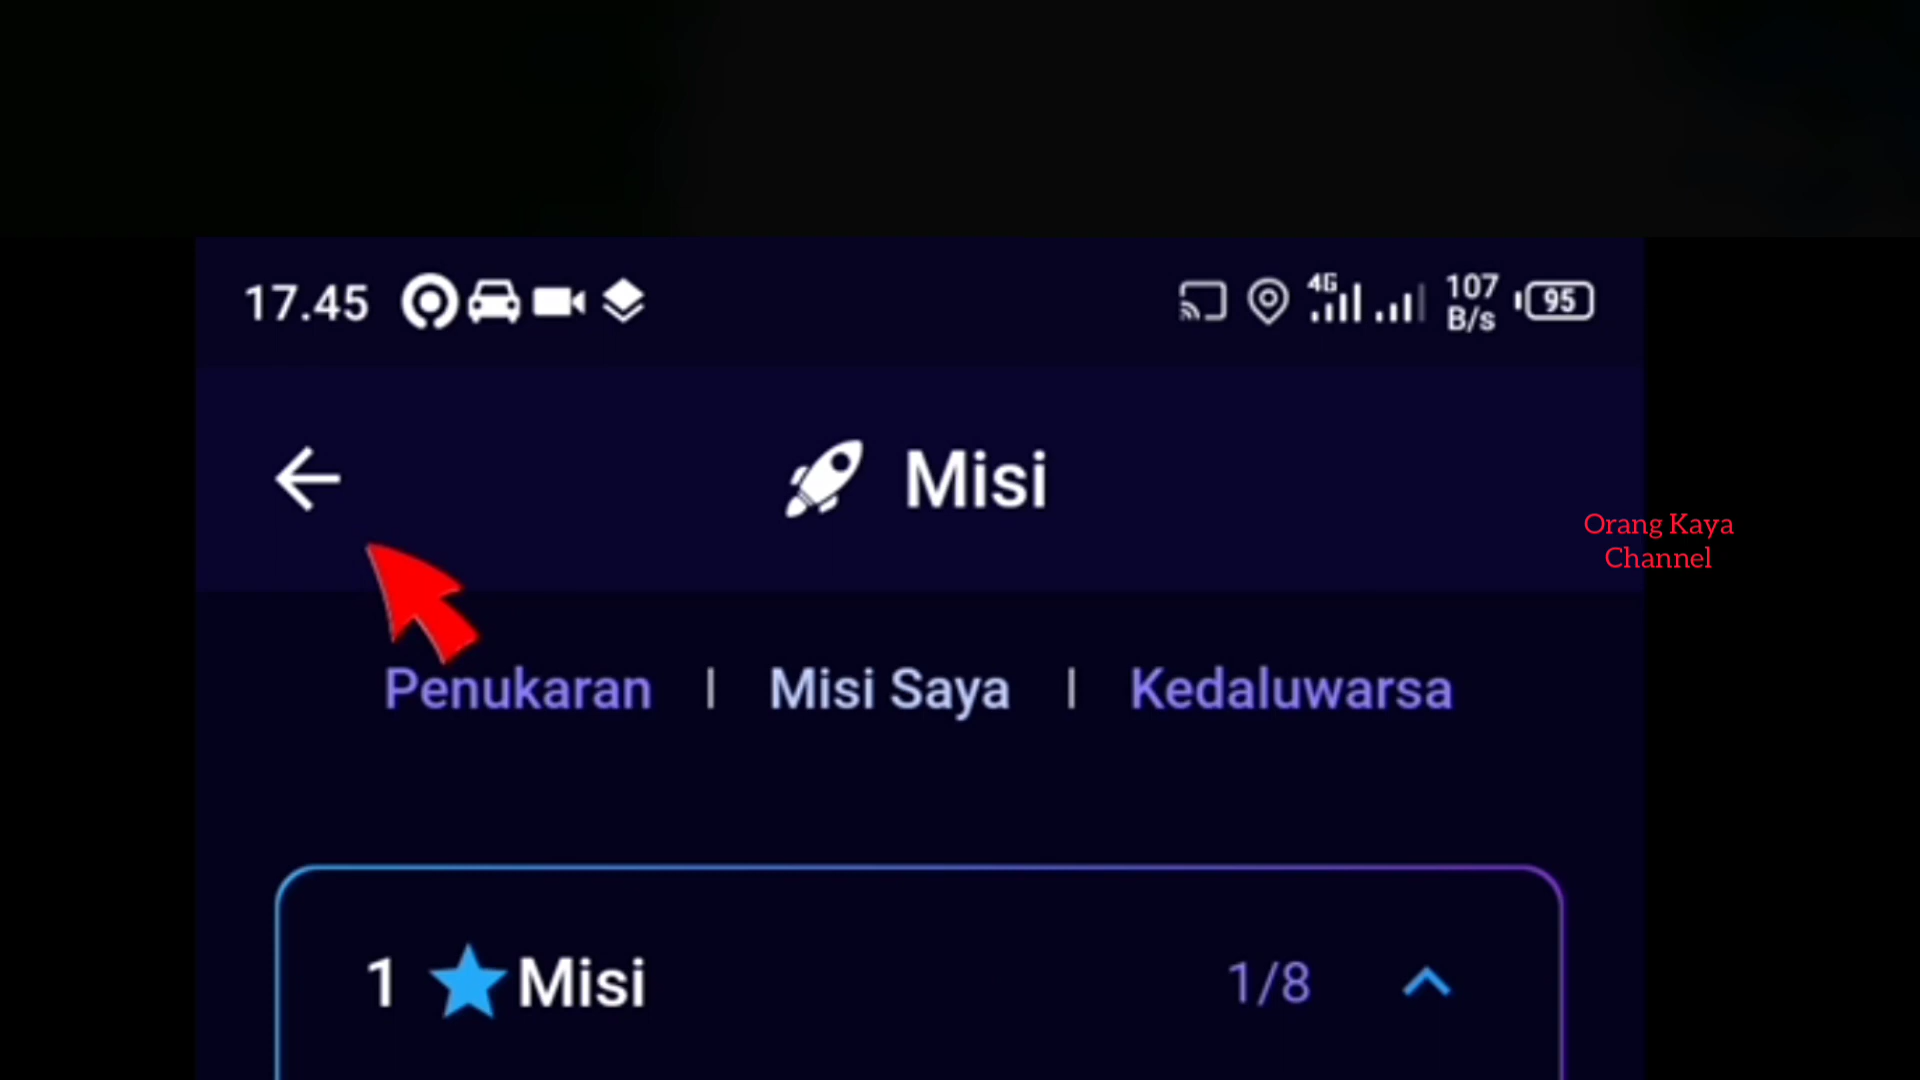 17.45
4G
107
B/s
95
Misi
Orang Kaya
Channel
Penukaran | Misi Saya | Kedaluwarsa
1 Misi 1/8